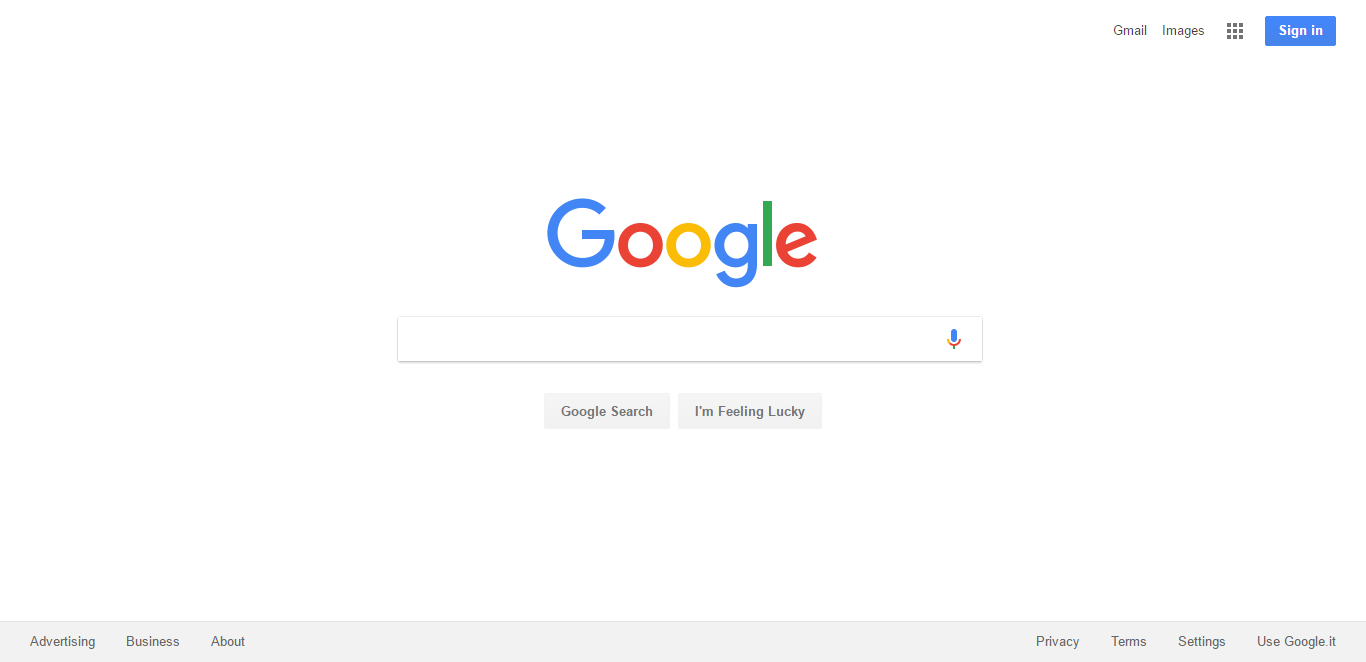 Gmail Images Sign in
Google
Google Search I'm Feeling Lucky
Advertising Business About Privacy Terms Settings Use Google.it